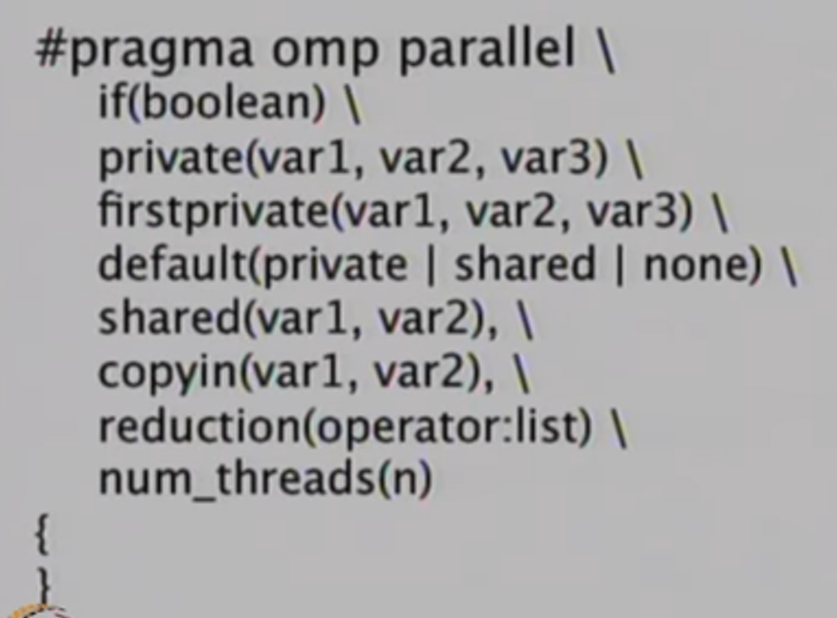 #pragma omp parallel \
if(boolean) \
private(var1, var2, var3) \
firstprivate(var1, var2, var3) \
default(private | shared | none) \
shared(var1, var2), \
copyin(var1, var2), \
reduction(operator:list) \
num_threads(n)
{
}